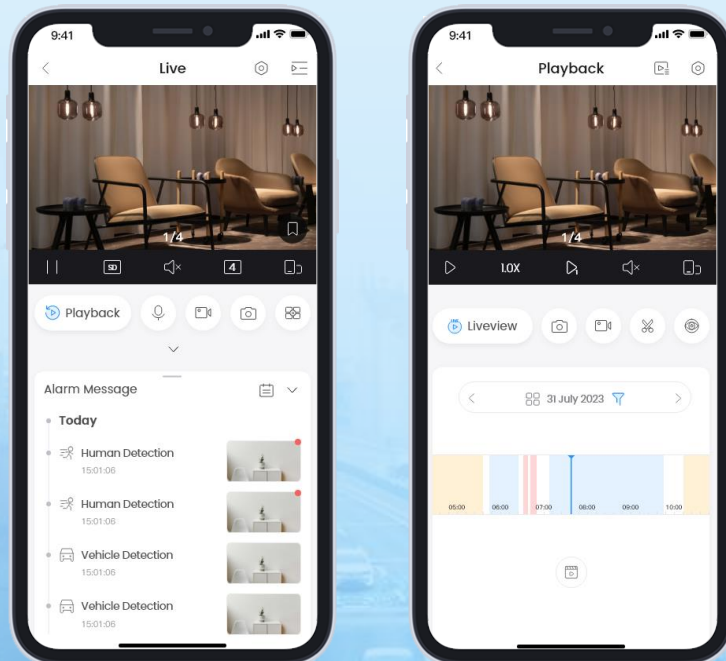 9:41
Live
1/4
SD
4
Playback
Alarm Message
Today
Human Detection
15:01:06
Human Detection
15:01:06
Vehicle Detection
15:01:06
Vehicle Detection
15:01:06
9:41
Playback
1/4
1.0X
Liveview
31 July 2023
05:00 06:00 07:00 08:00 09:00 10:00